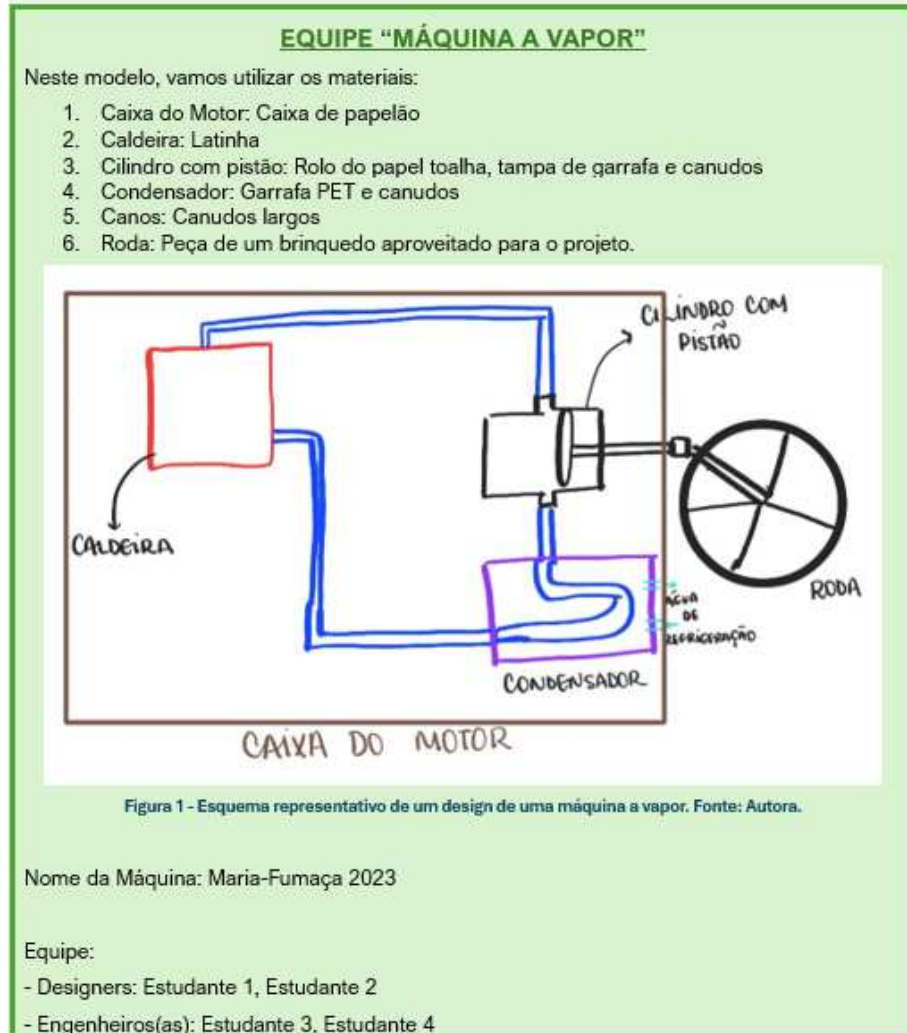 EQUIPE “MÁQUINA A VAPOR”
Neste modelo, vamos utilizar os materiais:
1. Caixa do Motor: Caixa de papelão
2. Caldeira: Latinha
3. Cilindro com pistão: Rolo do papel toalha, tampa de garrafa e canudos
4. Condensador: Garrafa PET e canudos
5. Canos: Canudos largos
6. Roda: Peça de um brinquedo aproveitado para o projeto.
CILINDRO COM
PISTÃO
CALDEIRA
RODA
ÁGUA
DE
REFRIGERAÇÃO
CONDENSADOR
CAIXA DO MOTOR
Figura 1 - Esquema representativo de um design de uma máquina a vapor. Fonte: Autora.
Nome da Máquina: Maria-Fumaça 2023
Equipe:
- Designers: Estudante 1, Estudante 2
- Engenheiros(as): Estudante 3, Estudante 4